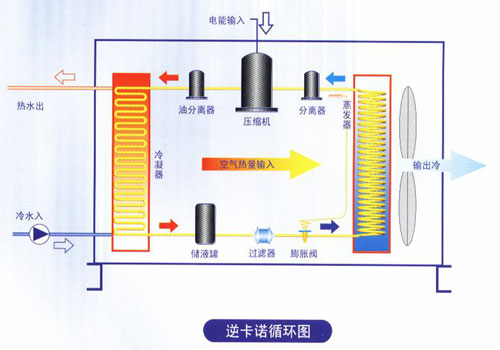 电能输入
热水出
油分离器
压缩机
分离器
蒸发器
冷凝器
空气热量输入
输出冷
冷水入
储液罐
过滤器
膨胀阀
逆卡诺循环图